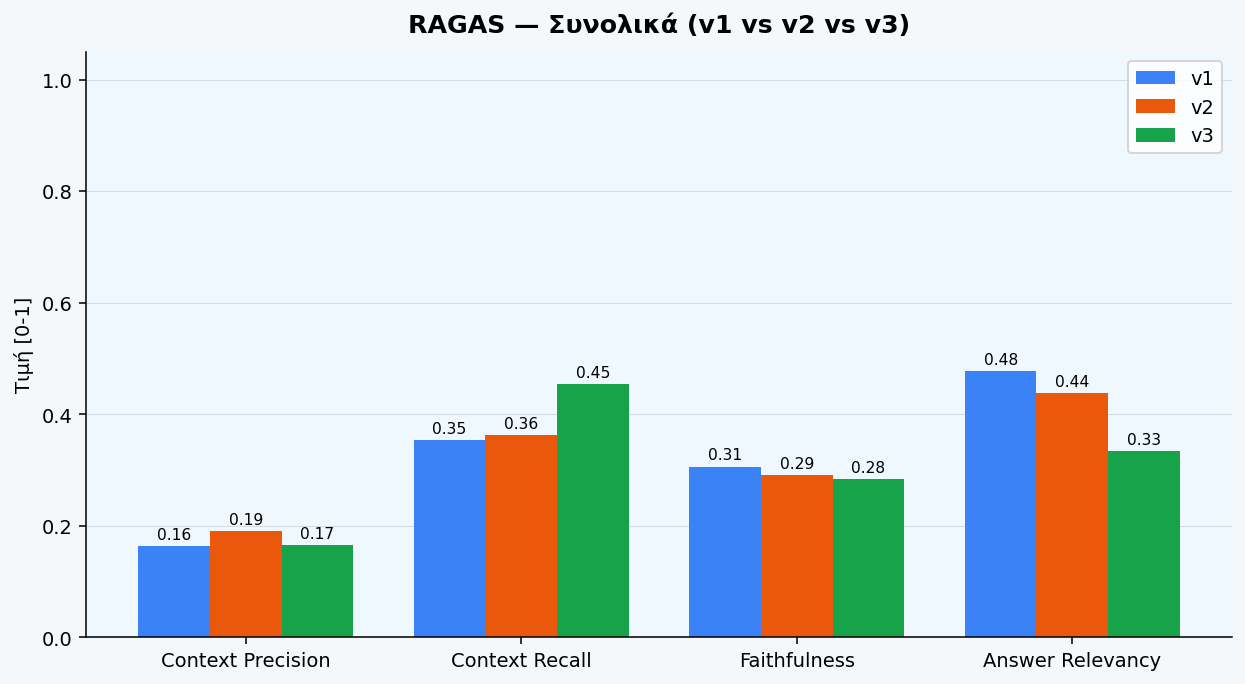 RAGAS — Συνολικά (v1 vs v2 vs v3)
v1
v2
v3
Τιμή [0-1]
1.0
0.8
0.6
0.4
0.2
0.0
0.16
0.19
0.17
0.35
0.36
0.45
0.31
0.29
0.28
0.48
0.44
0.33
Context Precision
Context Recall
Faithfulness
Answer Relevancy